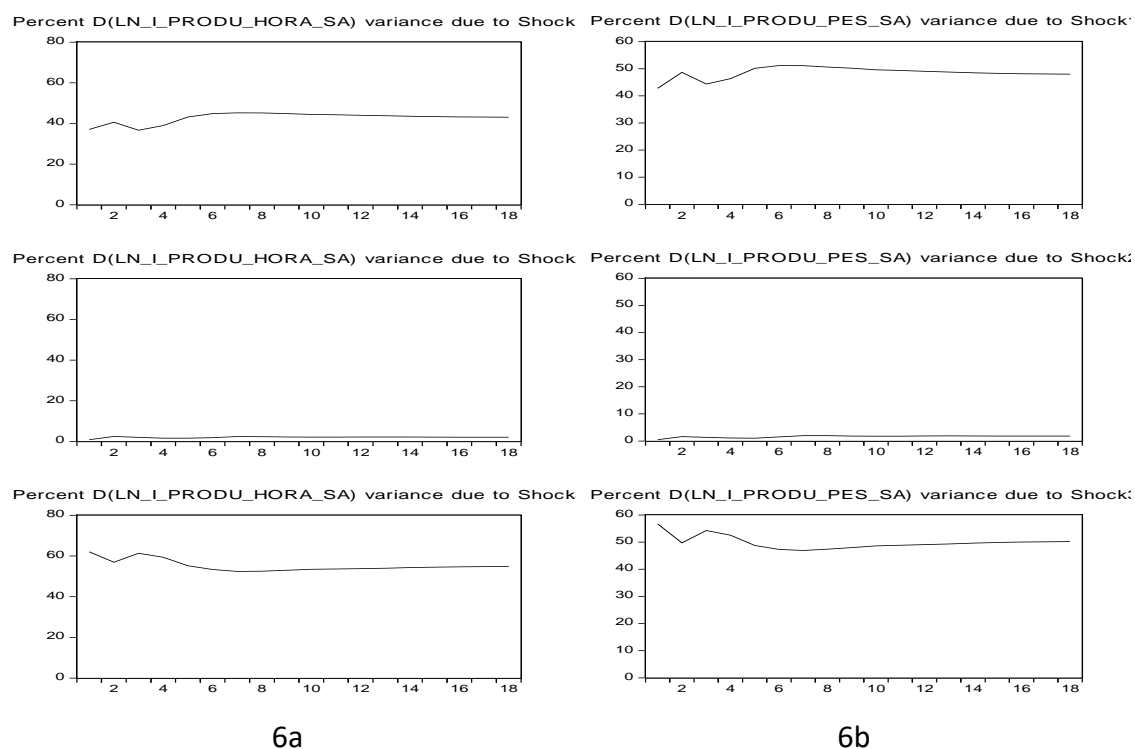 Percent D(LN_I_PRODU_HORA_SA) variance due to Shock
80
60
40
20
0
2 4 6 8 10 12 14 16 18
Percent D(LN_I_PRODU_PES_SA) variance due to Shock1
60
50
40
30
20
10
0
2 4 6 8 10 12 14 16 18
Percent D(LN_I_PRODU_HORA_SA) variance due to Shock
80
60
40
20
0
2 4 6 8 10 12 14 16 18
Percent D(LN_I_PRODU_PES_SA) variance due to Shock2
60
50
40
30
20
10
0
2 4 6 8 10 12 14 16 18
Percent D(LN_I_PRODU_HORA_SA) variance due to Shock
80
60
40
20
0
2 4 6 8 10 12 14 16 18
Percent D(LN_I_PRODU_PES_SA) variance due to Shock3
60
50
40
30
20
10
0
2 4 6 8 10 12 14 16 18
6a
6b